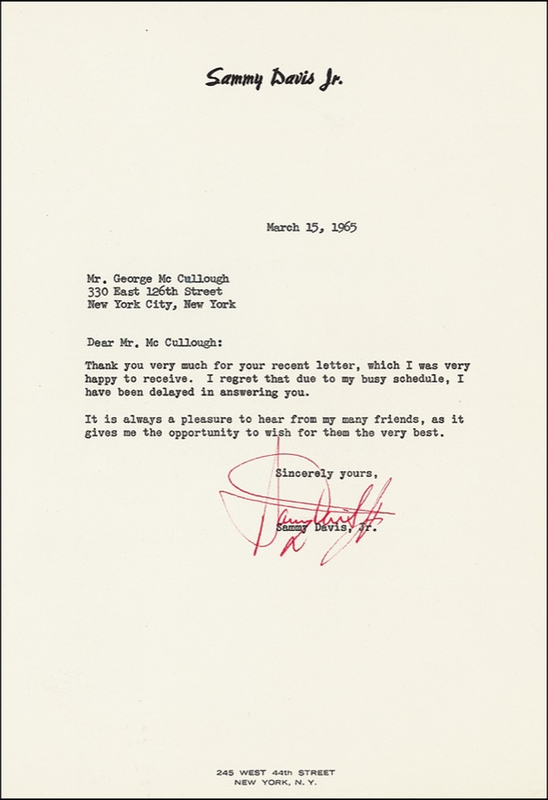 Sammy Davis Jr.
March 15, 1965
Mr. George Mc Cullough
330 East 126th Street
New York City, New York
Dear Mr. Mc Cullough:
Thank you very much for your recent letter, which I was very
happy to receive. I regret that due to my busy schedule, I
have been delayed in answering you.
It is always a pleasure to hear from my many friends, as it
gives me the opportunity to wish for them the very best.
Sincerely yours,
Sammy Davis Jr
Sammy Davis, Jr.
245 WEST 44th STREET
NEW YORK, N. Y.